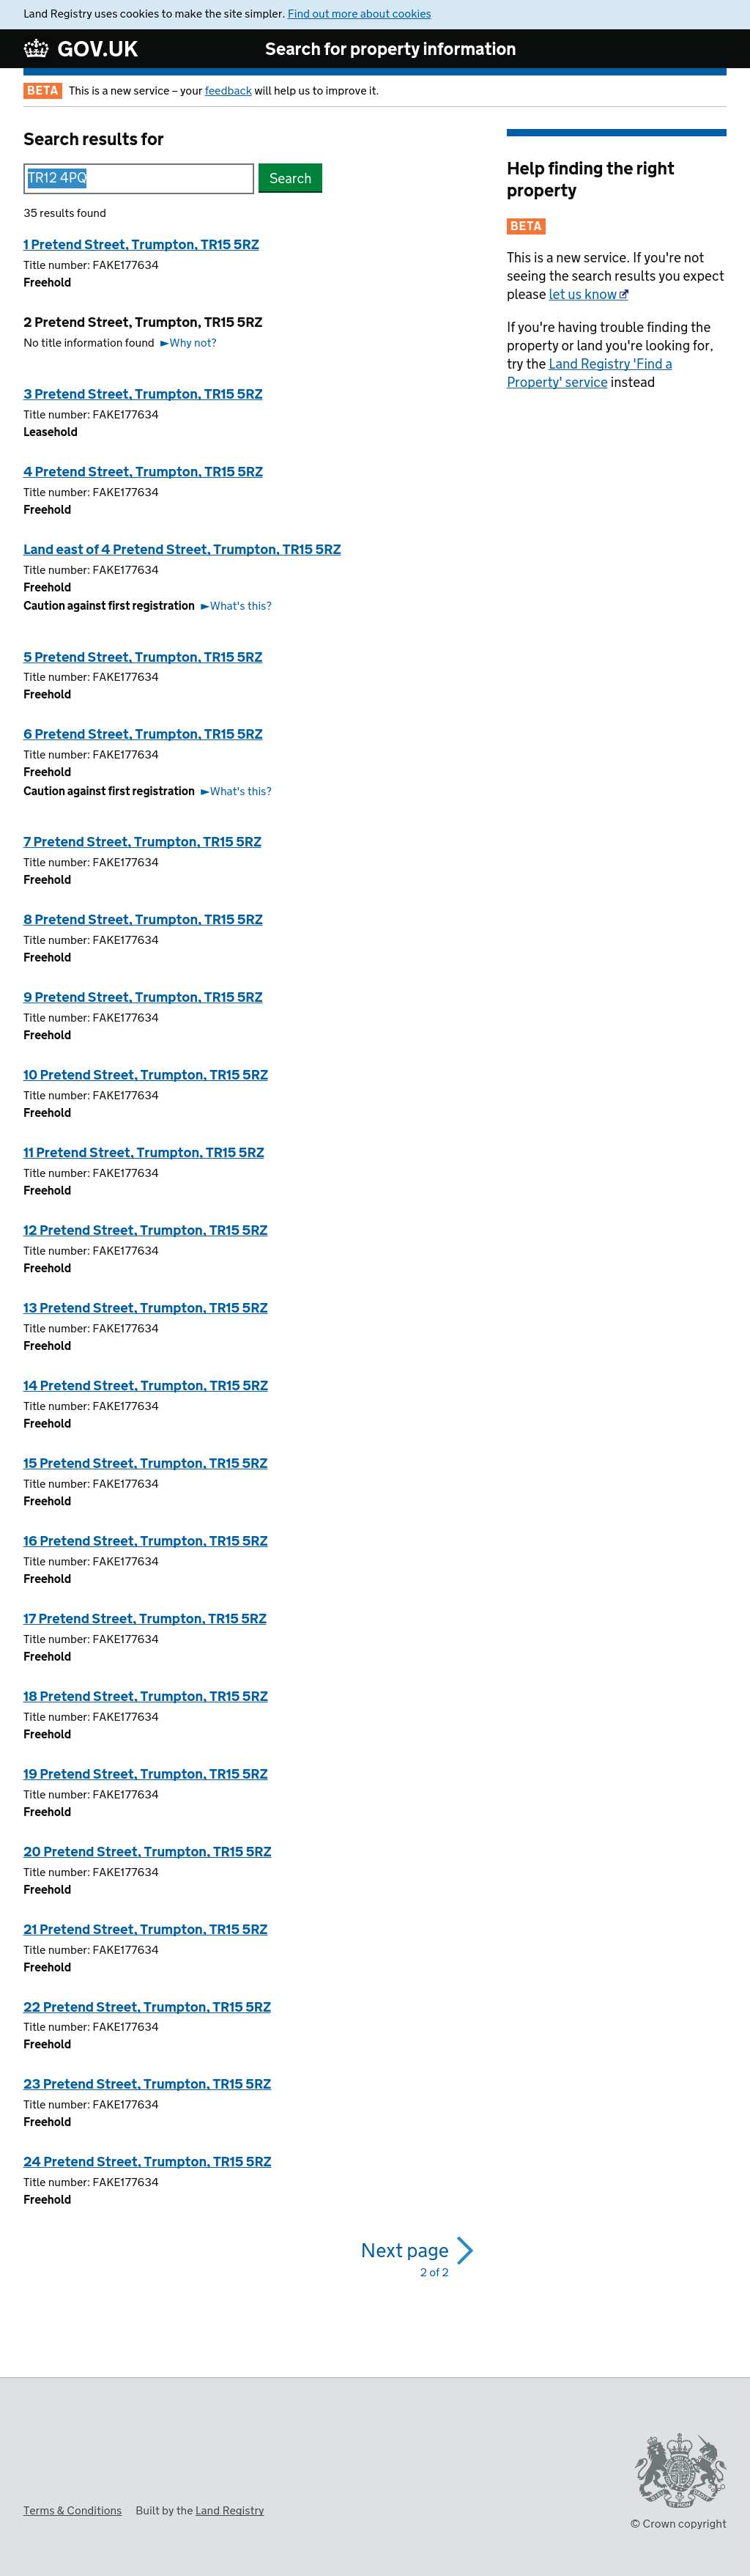 Land Registry uses cookies to make the site simpler. Find out more about cookies
GOV.UK
Search for property information
BETA This is a new service – your feedback will help us to improve it.
Search results for
TR12 4PQ
Search
35 results found
1 Pretend Street, Trumpton, TR15 5RZ
Title number: FAKE177634
Freehold
2 Pretend Street, Trumpton, TR15 5RZ
No title information found ►Why not?
3 Pretend Street, Trumpton, TR15 5RZ
Title number: FAKE177634
Leasehold
4 Pretend Street, Trumpton, TR15 5RZ
Title number: FAKE177634
Freehold
Land east of 4 Pretend Street, Trumpton, TR15 5RZ
Title number: FAKE177634
Freehold
Caution against first registration ►What's this?
5 Pretend Street, Trumpton, TR15 5RZ
Title number: FAKE177634
Freehold
6 Pretend Street, Trumpton, TR15 5RZ
Title number: FAKE177634
Freehold
Caution against first registration ►What's this?
7 Pretend Street, Trumpton, TR15 5RZ
Title number: FAKE177634
Freehold
8 Pretend Street, Trumpton, TR15 5RZ
Title number: FAKE177634
Freehold
9 Pretend Street, Trumpton, TR15 5RZ
Title number: FAKE177634
Freehold
10 Pretend Street, Trumpton, TR15 5RZ
Title number: FAKE177634
Freehold
11 Pretend Street, Trumpton, TR15 5RZ
Title number: FAKE177634
Freehold
12 Pretend Street, Trumpton, TR15 5RZ
Title number: FAKE177634
Freehold
13 Pretend Street, Trumpton, TR15 5RZ
Title number: FAKE177634
Freehold
14 Pretend Street, Trumpton, TR15 5RZ
Title number: FAKE177634
Freehold
15 Pretend Street, Trumpton, TR15 5RZ
Title number: FAKE177634
Freehold
16 Pretend Street, Trumpton, TR15 5RZ
Title number: FAKE177634
Freehold
17 Pretend Street, Trumpton, TR15 5RZ
Title number: FAKE177634
Freehold
18 Pretend Street, Trumpton, TR15 5RZ
Title number: FAKE177634
Freehold
19 Pretend Street, Trumpton, TR15 5RZ
Title number: FAKE177634
Freehold
20 Pretend Street, Trumpton, TR15 5RZ
Title number: FAKE177634
Freehold
21 Pretend Street, Trumpton, TR15 5RZ
Title number: FAKE177634
Freehold
22 Pretend Street, Trumpton, TR15 5RZ
Title number: FAKE177634
Freehold
23 Pretend Street, Trumpton, TR15 5RZ
Title number: FAKE177634
Freehold
24 Pretend Street, Trumpton, TR15 5RZ
Title number: FAKE177634
Freehold
Next page
2 of 2
Help finding the right
property
BETA
This is a new service. If you're not
seeing the search results you expect
please let us know
If you're having trouble finding the
property or land you're looking for,
try the Land Registry 'Find a
Property' service instead
Terms & Conditions
Built by the Land Registry
© Crown copyright